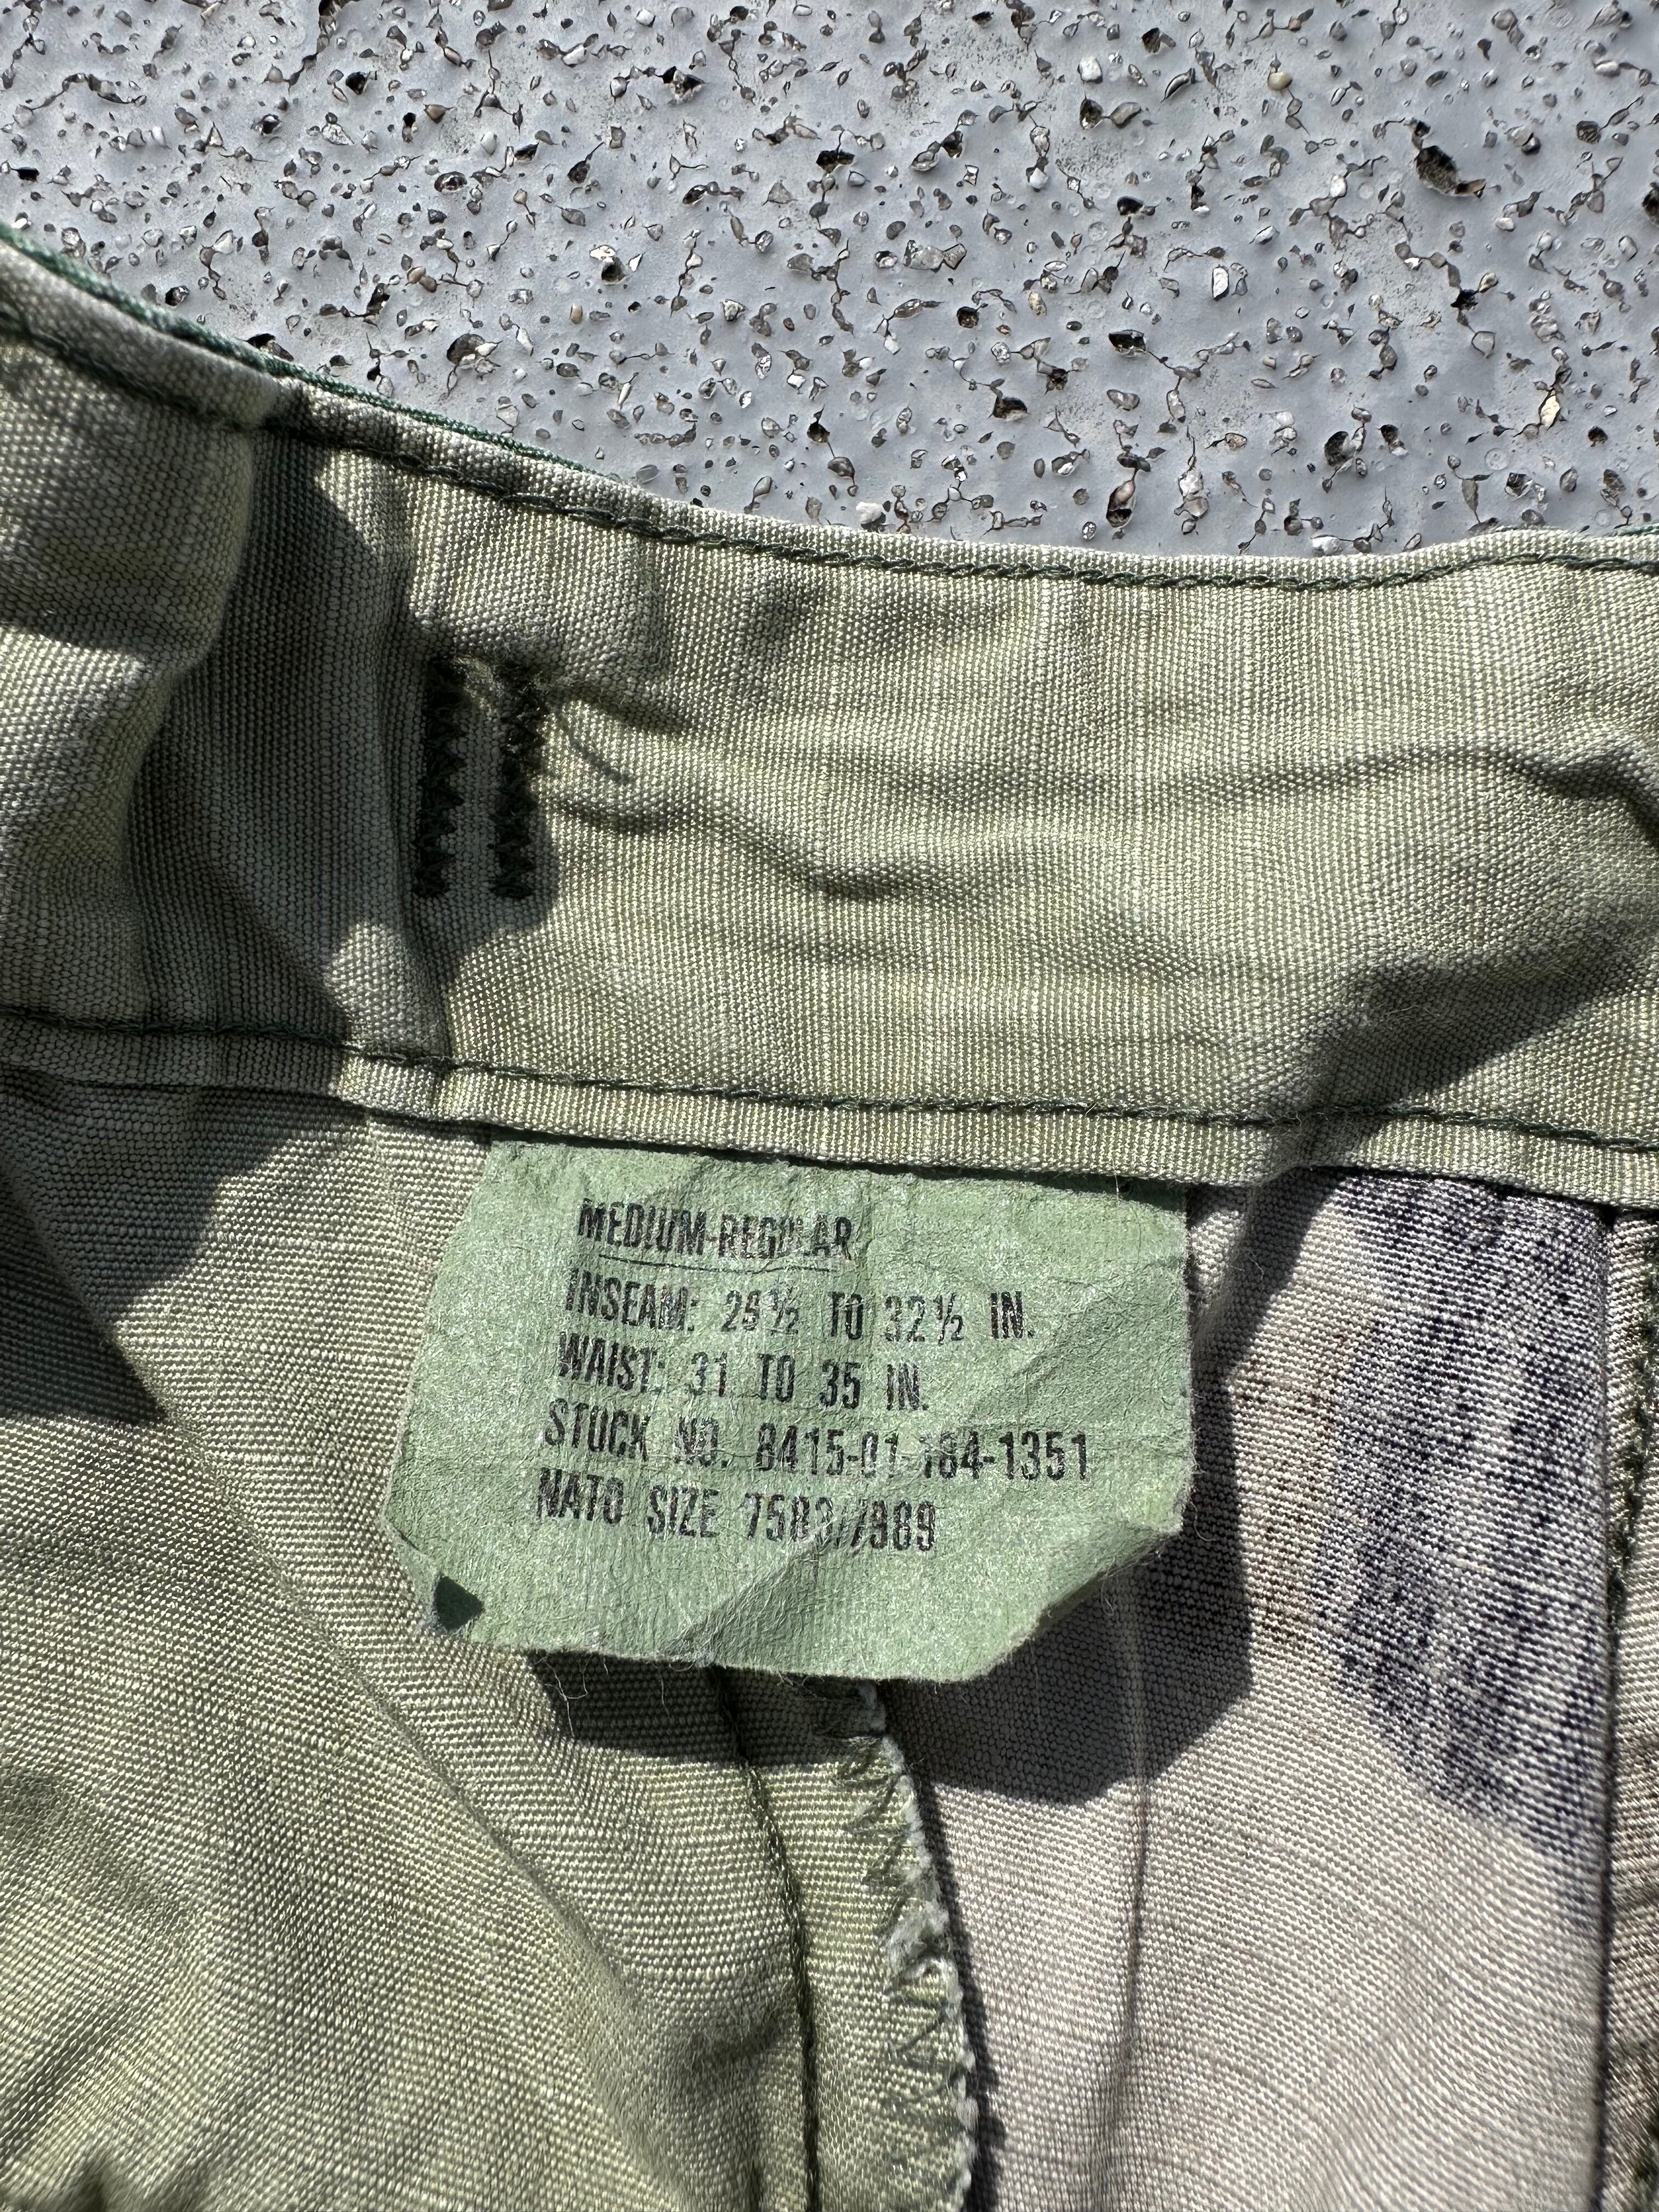 MEDIUM-REGULAR
INSEAM: 29½ TO 32½ IN.
WAIST: 31 TO 35 IN.
STOCK NO. 8415-01-184-1351
NATO SIZE 7583/7989